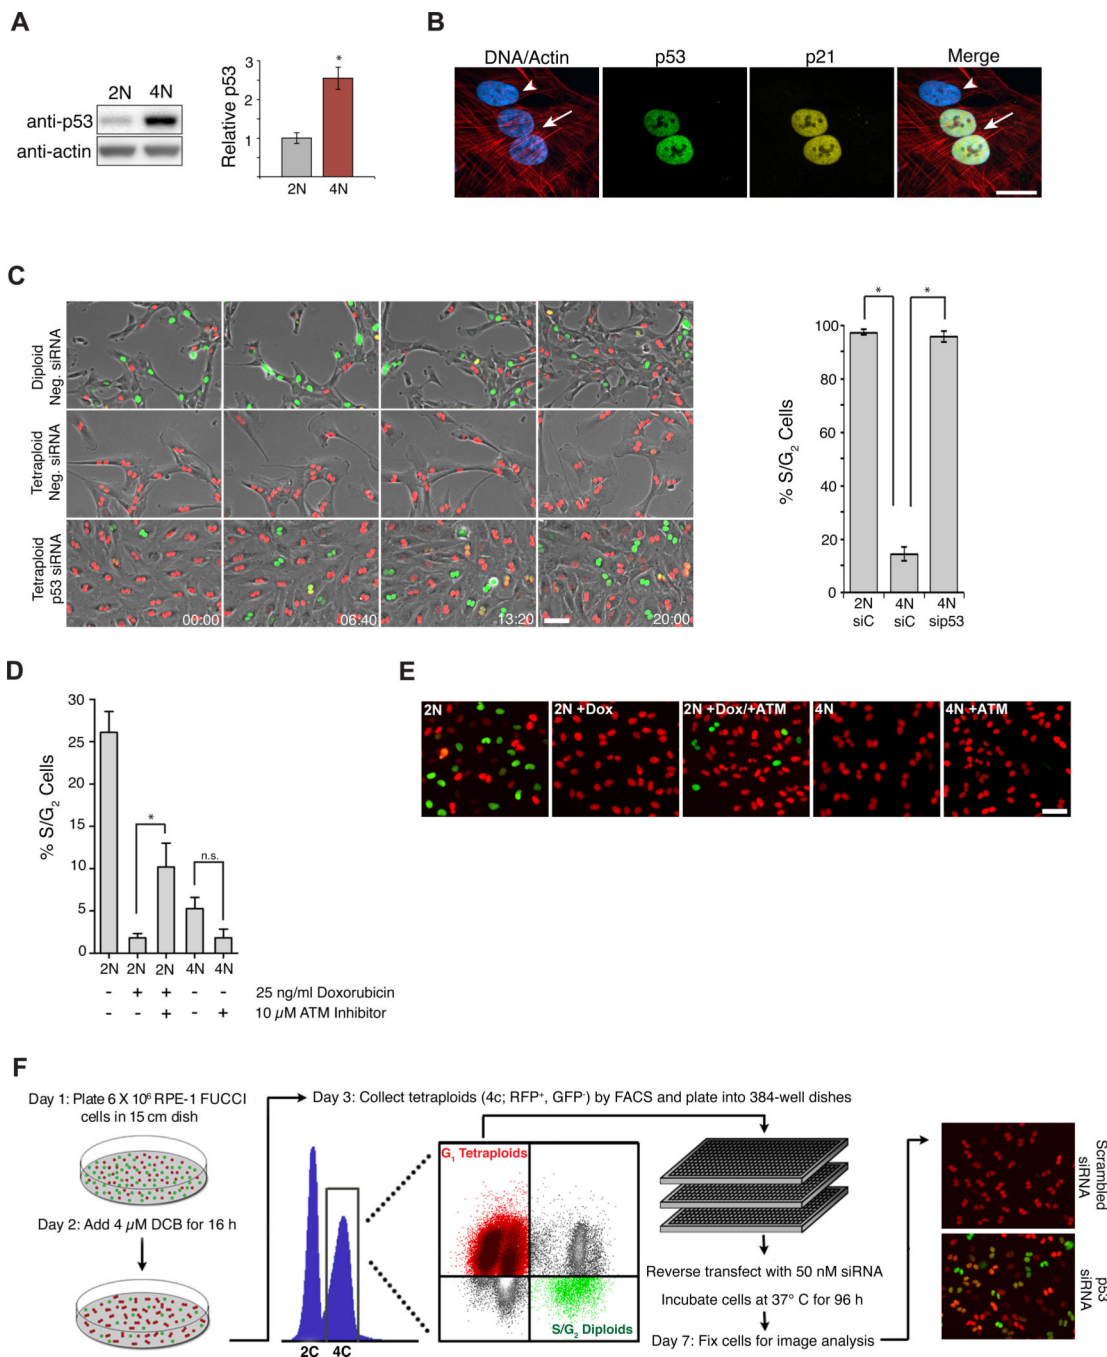 A
2N 4N
anti-p53
anti-actin
Relative p53
3
2
1
2N 4N
*
B
DNA/Actin p53 p21 Merge
C
Diploid
Neg. siRNA
Tetraploid
Neg. siRNA
Tetraploid
p53 siRNA
00:00 06:40 13:20 20:00
% S/G2 Cells
100
80
60
40
20
0
* *
2N 4N 4N
siC siC sip53
D
% S/G2 Cells
30
25
20
15
10
5
0
* n.s.
2N 2N 2N 4N 4N
- + + - - 25 ng/ml Doxorubicin
- - + - + 10 µM ATM Inhibitor
E
2N 2N +Dox 2N +Dox/+ATM 4N 4N +ATM
F
Day 1: Plate 6 X 10⁶ RPE-1 FUCCI
cells in 15 cm dish
Day 2: Add 4 µM DCB for 16 h
Day 3: Collect tetraploids (4c; RFP⁺, GFP⁻) by FACS and plate into 384-well dishes
2C 4C
G₁ Tetraploids
S/G₂ Diploids
Reverse transfect with 50 nM siRNA
Incubate cells at 37° C for 96 h
Day 7: Fix cells for image analysis
Scrambled
siRNA
p53
siRNA